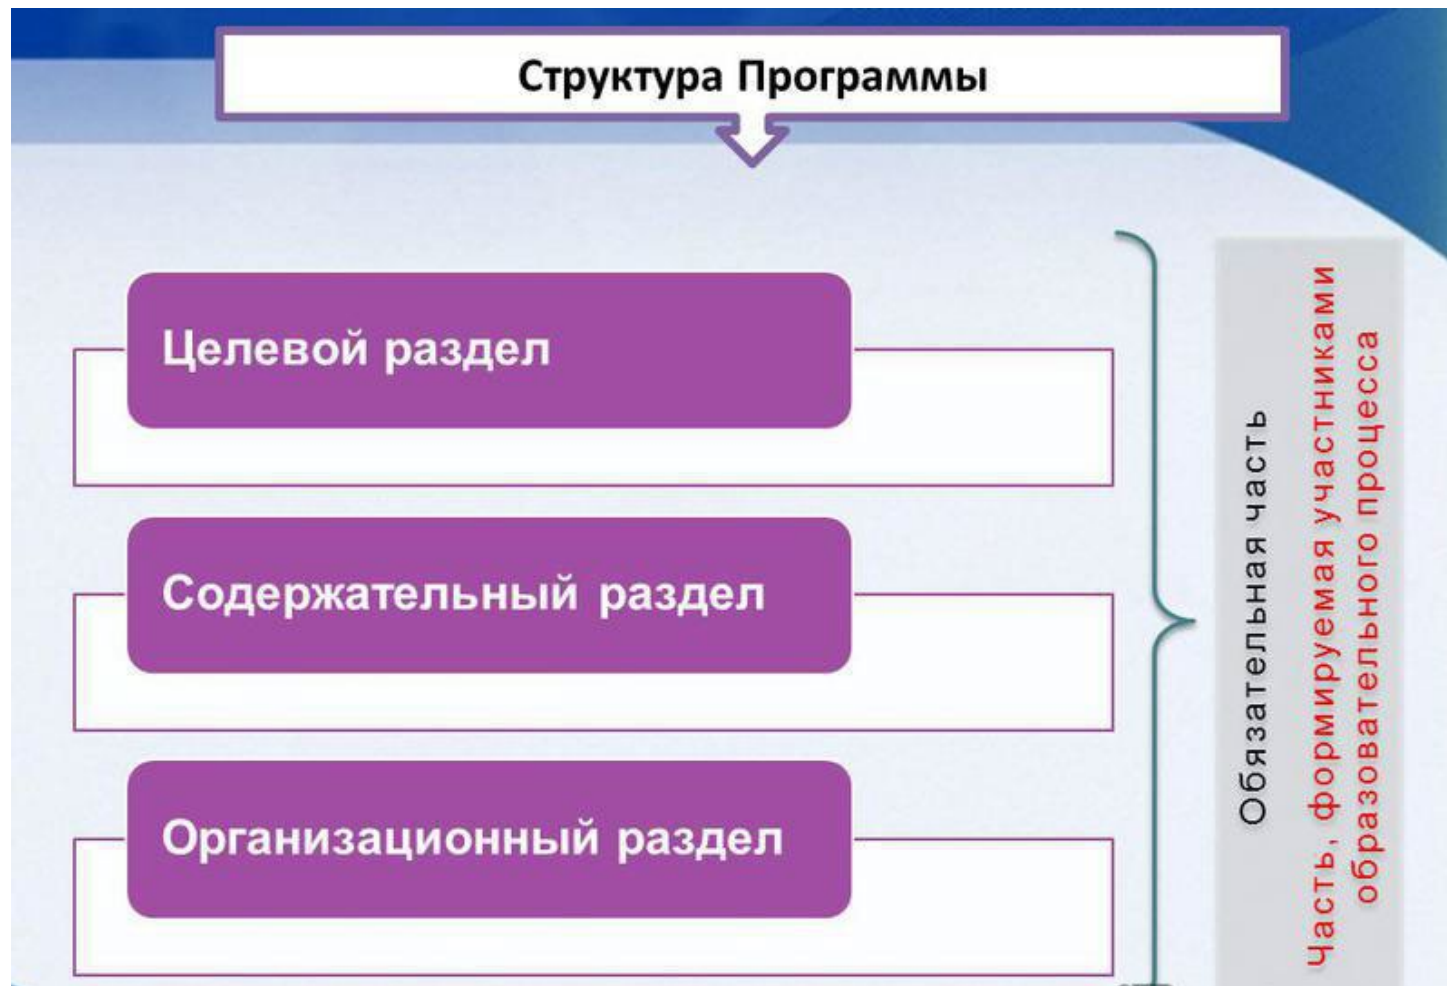 Структура Программы
Целевой раздел
Содержательный раздел
Организационный раздел
Обязательная часть
Часть, формируемая участниками
образовательного процесса